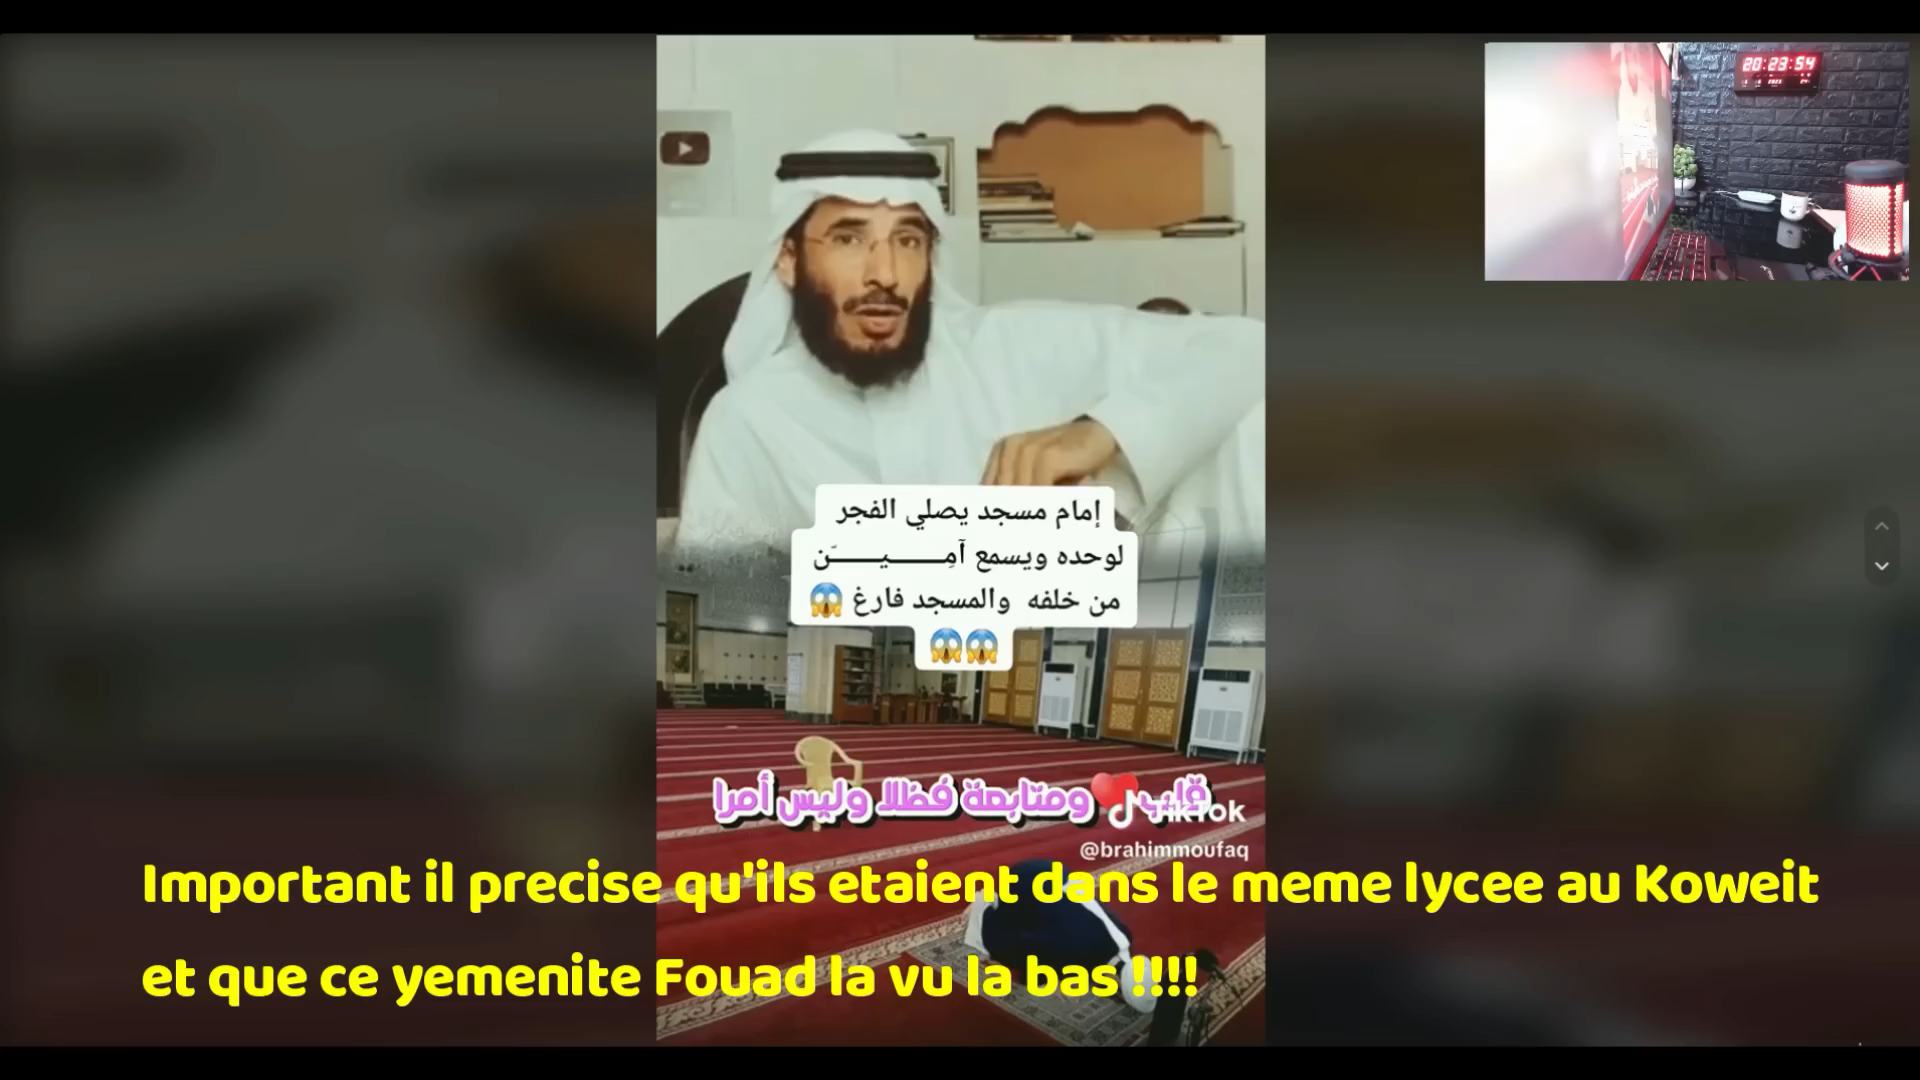 20:23:54
إمام مسجد يصلي الفجر
لوحده ويسمع آمِـــــيـــــّن
من خلفه والمسجد فارغ 😱
😱😱
ومتابعة فظلا وليس أمرا
TikTok
@brahimmoufaq
Important il precise qu'ils etaient dans le meme lycee au Koweit
et que ce yemenite Fouad la vu la bas !!!!